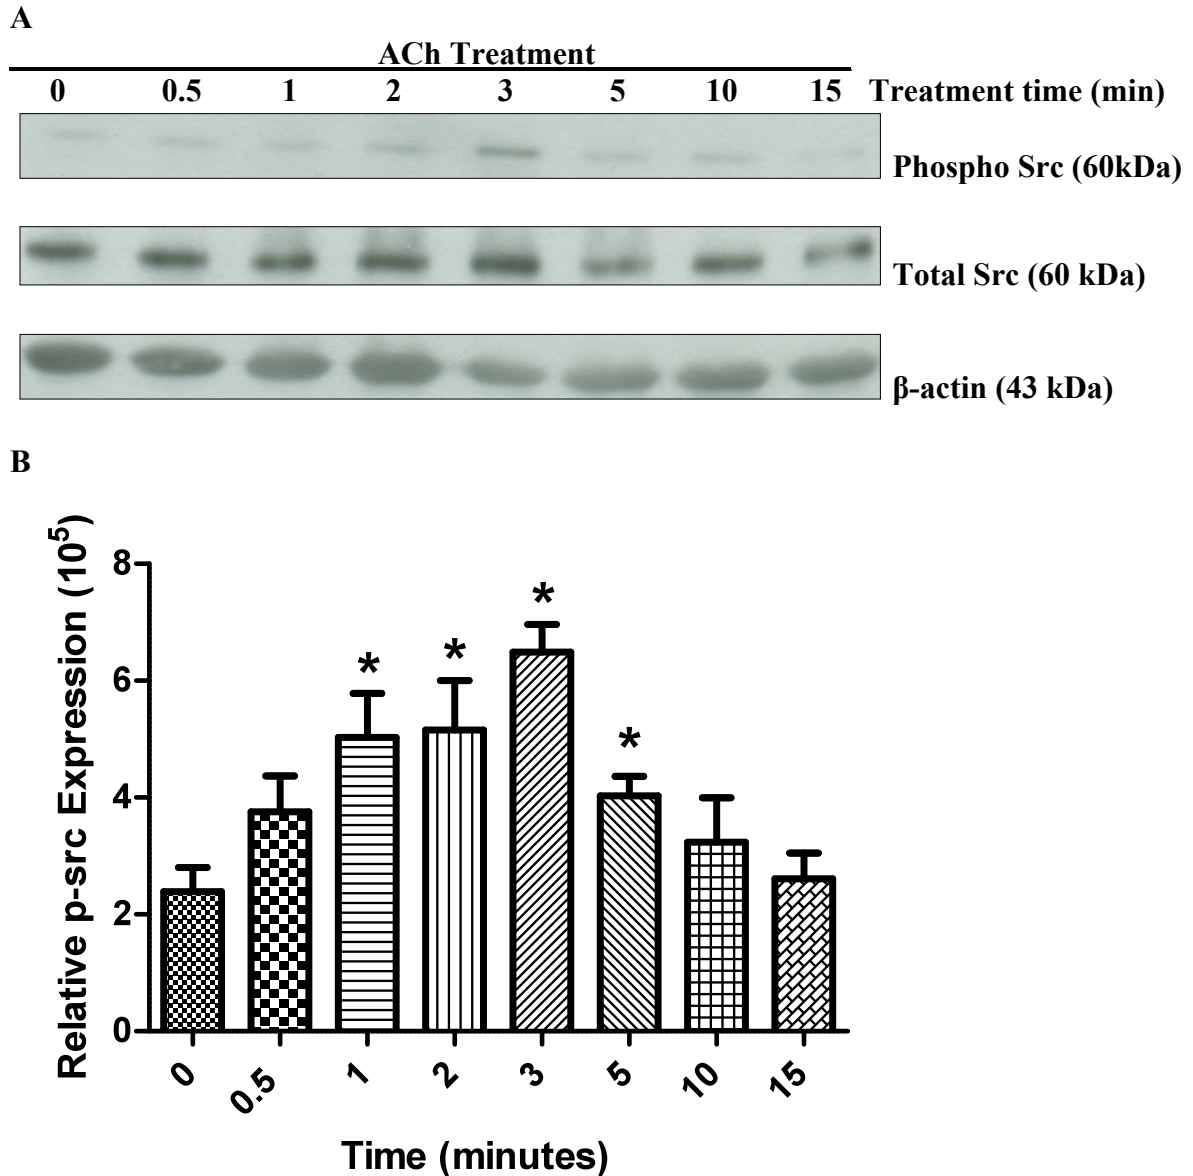 A
ACh Treatment
0 0.5 1 2 3 5 10 15 Treatment time (min)
Phospho Src (60kDa)
Total Src (60 kDa)
β-actin (43 kDa)
B
Relative p-src Expression (10⁵)
8
6
4
2
0
* * * *
0 0.5 1 2 3 5 10 15
Time (minutes)